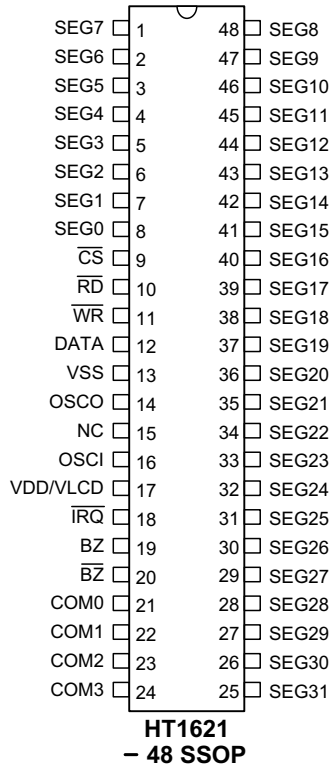 SEG7 1 48 SEG8
SEG6 2 47 SEG9
SEG5 3 46 SEG10
SEG4 4 45 SEG11
SEG3 5 44 SEG12
SEG2 6 43 SEG13
SEG1 7 42 SEG14
SEG0 8 41 SEG15
C̅S̅ 9 40 SEG16
R̅D̅ 10 39 SEG17
W̅R̅ 11 38 SEG18
DATA 12 37 SEG19
VSS 13 36 SEG20
OSCO 14 35 SEG21
NC 15 34 SEG22
OSCI 16 33 SEG23
VDD/VLCD 17 32 SEG24
I̅R̅Q̅ 18 31 SEG25
BZ 19 30 SEG26
B̅Z̅ 20 29 SEG27
COM0 21 28 SEG28
COM1 22 27 SEG29
COM2 23 26 SEG30
COM3 24 25 SEG31
HT1621
– 48 SSOP